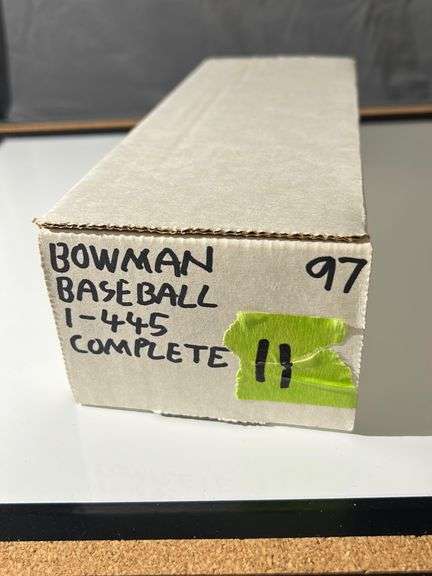 BOWMAN 97
BASEBALL
1-445
COMPLETE
11